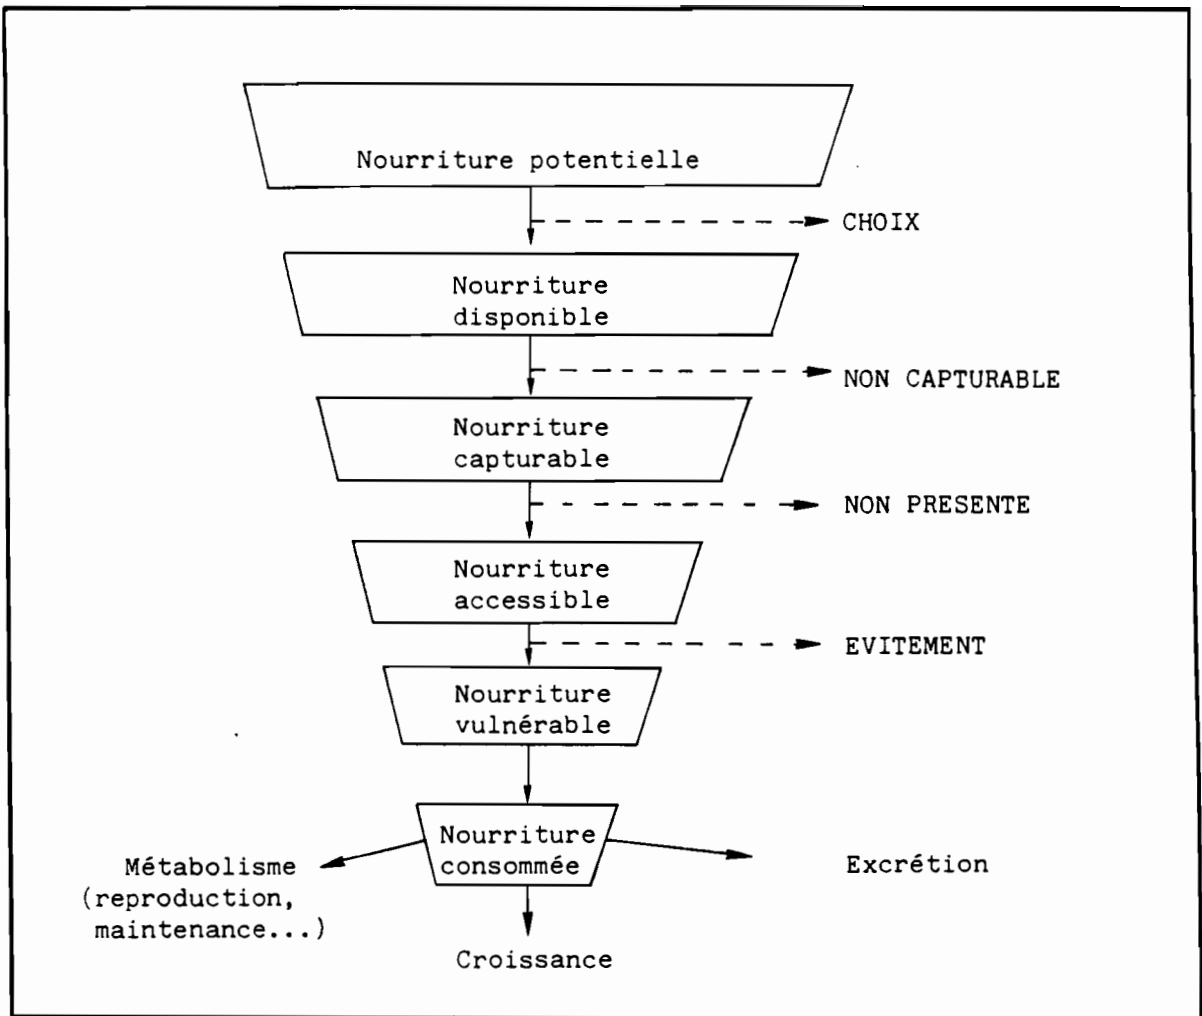 Nourriture potentielle
CHOIX
Nourriture
disponible
NON CAPTURABLE
Nourriture
capturable
NON PRESENTE
Nourriture
accessible
EVITEMENT
Nourriture
vulnérable
Nourriture
consommée
Métabolisme
(reproduction,
maintenance...)
Excrétion
Croissance